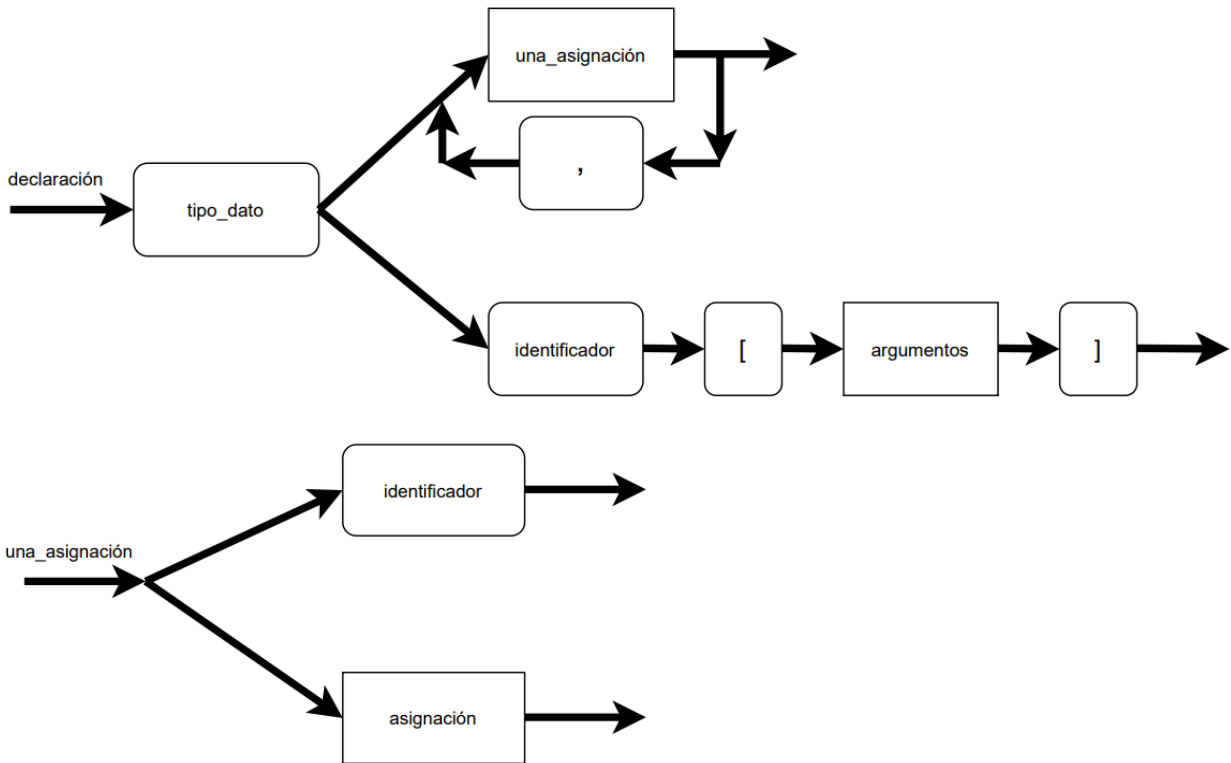 una_asignación
,
declaración
tipo_dato
identificador
[
argumentos
]
identificador
una_asignación
asignación